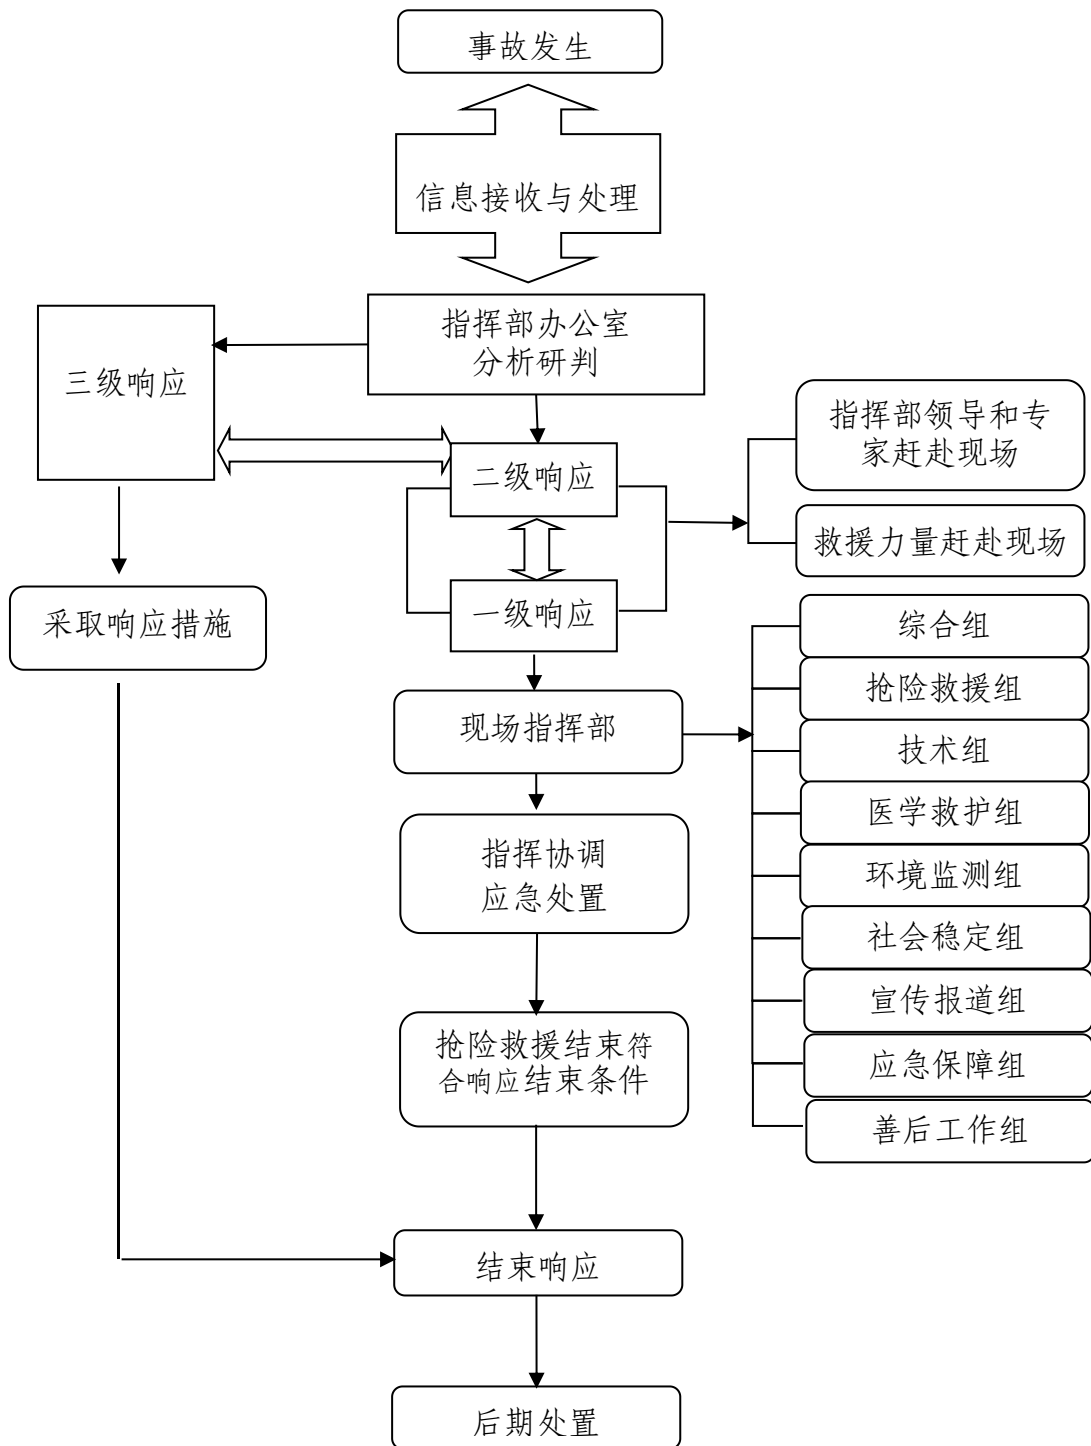 事故发生
信息接收与处理
指挥部办公室
分析研判
三级响应
二级响应
一级响应
指挥部领导和专
家赶赴现场
救援力量赶赴现场
采取响应措施
现场指挥部
综合组
抢险救援组
技术组
医学救护组
环境监测组
社会稳定组
宣传报道组
应急保障组
善后工作组
指挥协调
应急处置
抢险救援结束符
合响应结束条件
结束响应
后期处置